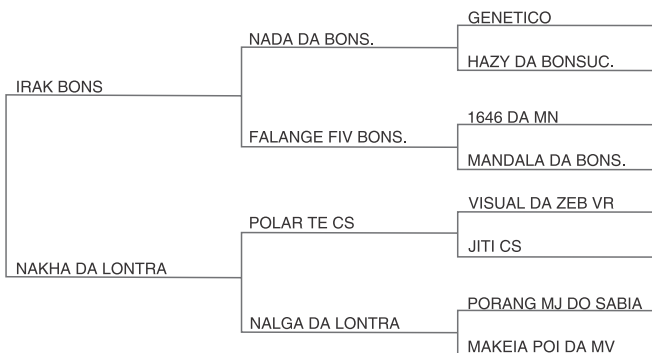 GENETICO
NADA DA BONS.
HAZY DA BONSUC.
IRAK BONS
1646 DA MN
FALANGE FIV BONS.
MANDALA DA BONS.
VISUAL DA ZEB VR
POLAR TE CS
JITI CS
NAKHA DA LONTRA
PORANG MJ DO SABIA
NALGA DA LONTRA
MAKEIA POI DA MV